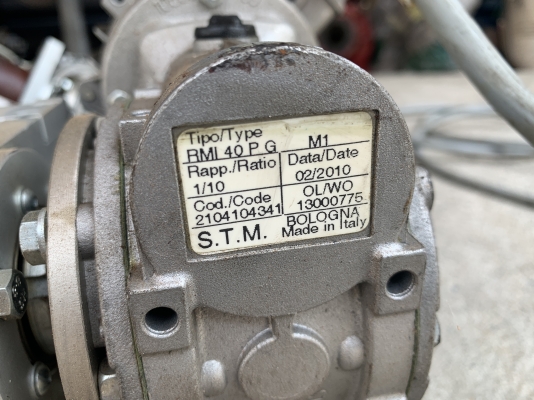 Tipo/Type
RMI 40 P G M1
Rapp./Ratio Data/Date
1/10 02/2010
Cod./Code OL/WO
2104104341 13000775
S.T.M. BOLOGNA
Made in Italy